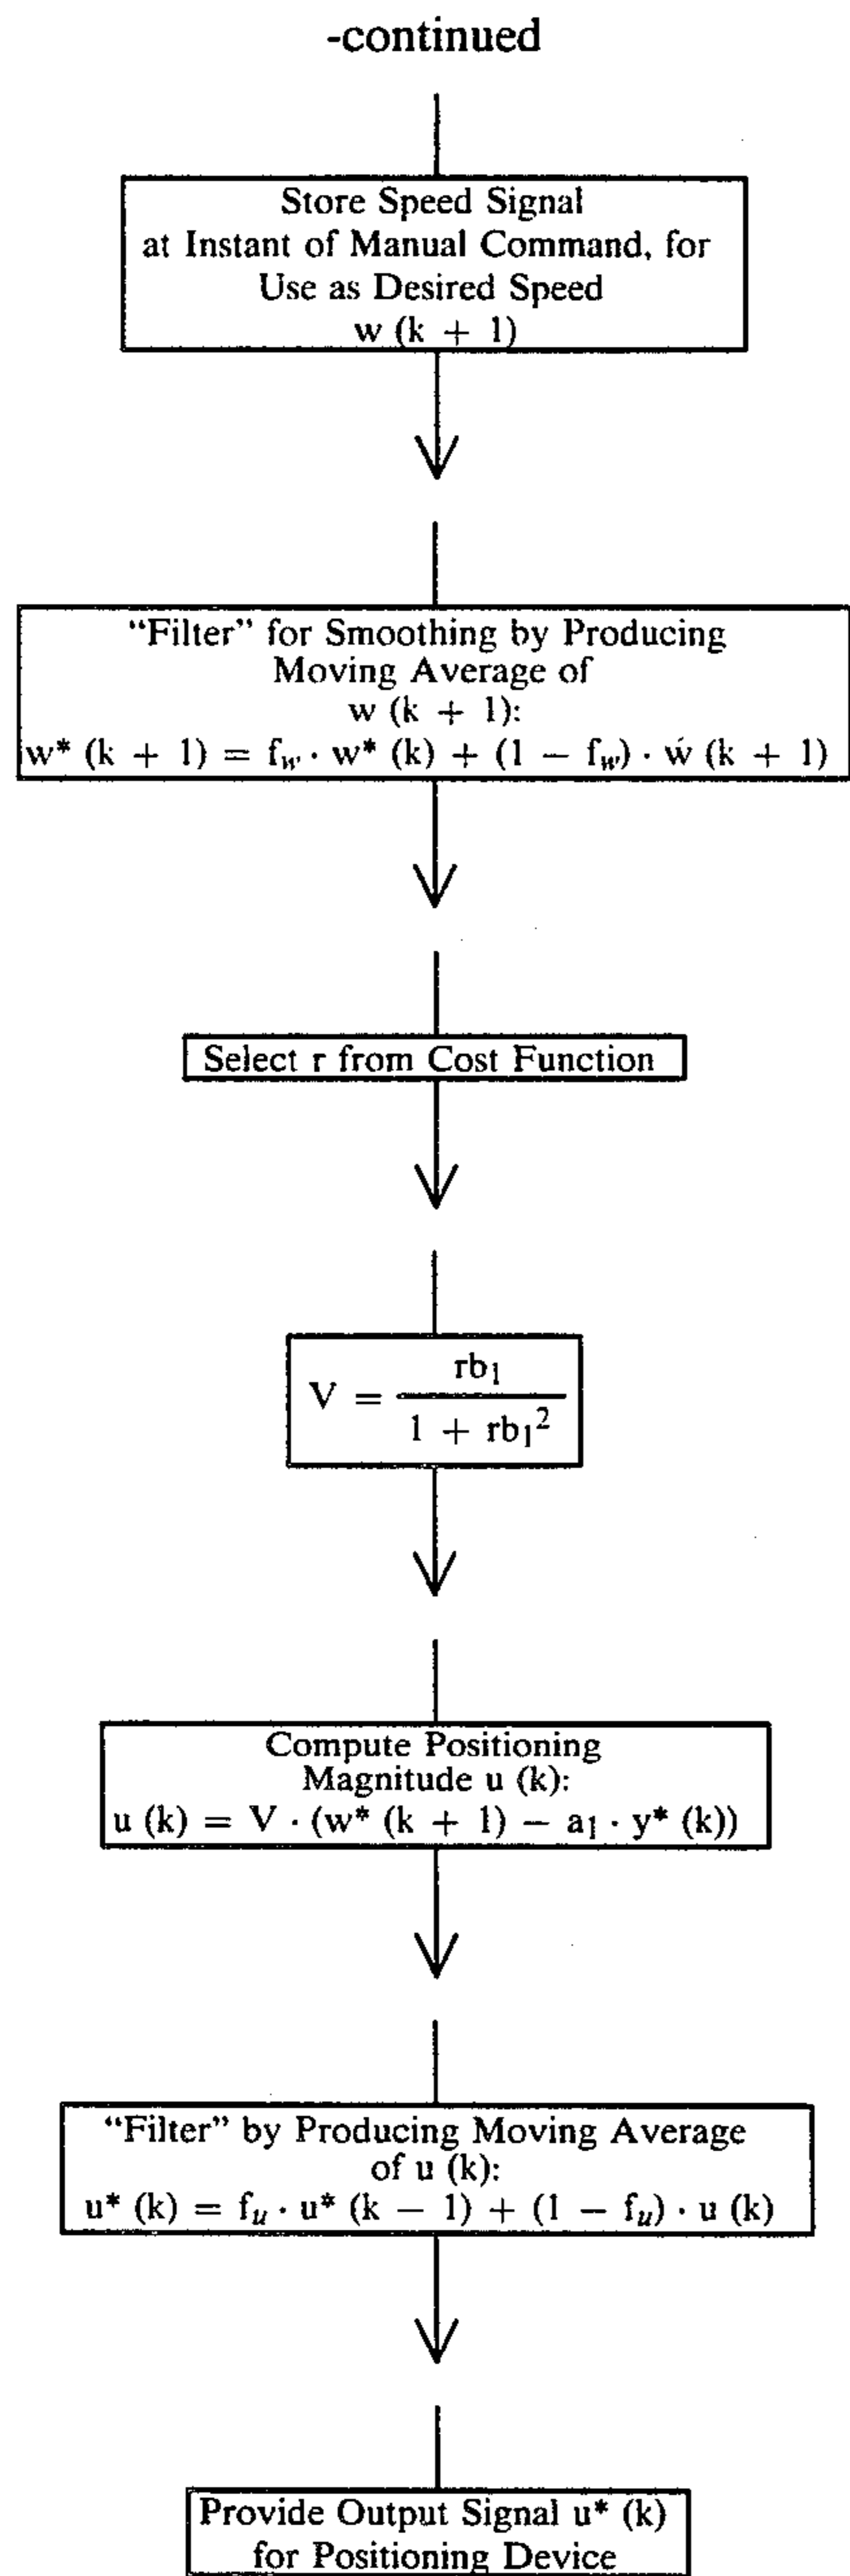 -continued
Store Speed Signal
at Instant of Manual Command, for
Use as Desired Speed
w (k + 1)
“Filter” for Smoothing by Producing
Moving Average of
w (k + 1):
w* (k + 1) = f_w · w* (k) + (1 − f_w) · w (k + 1)
Select r from Cost Function
V = rb₁ / 1 + rb₁²
Compute Positioning
Magnitude u (k):
u (k) = V · (w* (k + 1) − a₁ · y* (k))
“Filter” by Producing Moving Average
of u (k):
u* (k) = f_u · u* (k − 1) + (1 − f_u) · u (k)
Provide Output Signal u* (k)
for Positioning Device